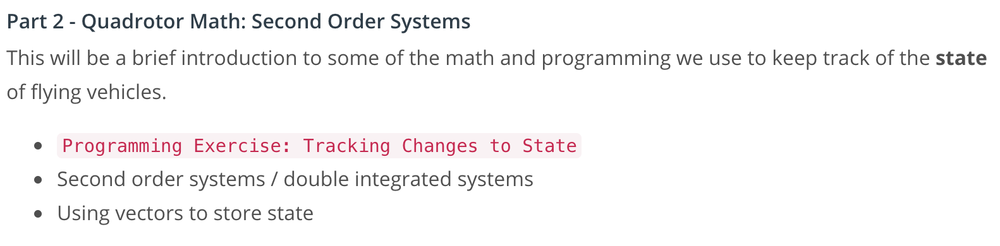 Part 2 - Quadrotor Math: Second Order Systems
This will be a brief introduction to some of the math and programming we use to keep track of the state
of flying vehicles.
Programming Exercise: Tracking Changes to State
Second order systems / double integrated systems
Using vectors to store state